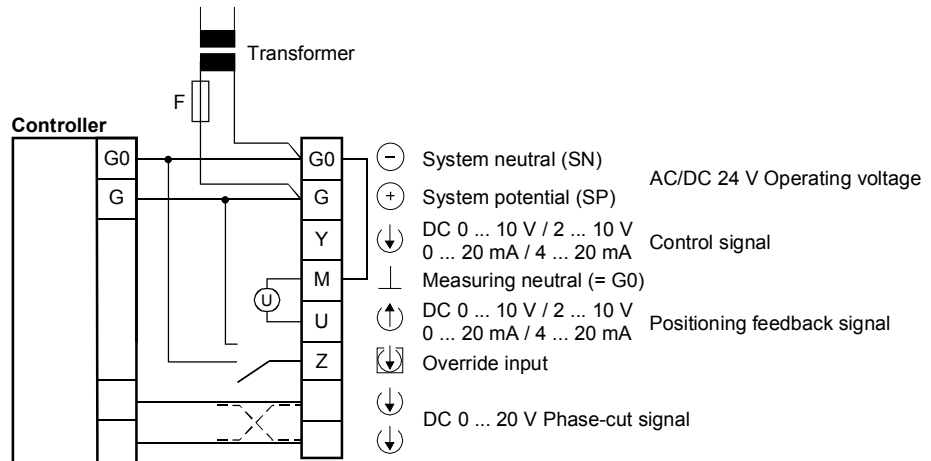 Transformer
F
Controller
G0 G0 System neutral (SN)
AC/DC 24 V Operating voltage
G G System potential (SP)
Y DC 0 ... 10 V / 2 ... 10 V
0 ... 20 mA / 4 ... 20 mA Control signal
M Measuring neutral (= G0)
U U DC 0 ... 10 V / 2 ... 10 V
0 ... 20 mA / 4 ... 20 mA Positioning feedback signal
Z Override input
DC 0 ... 20 V Phase-cut signal